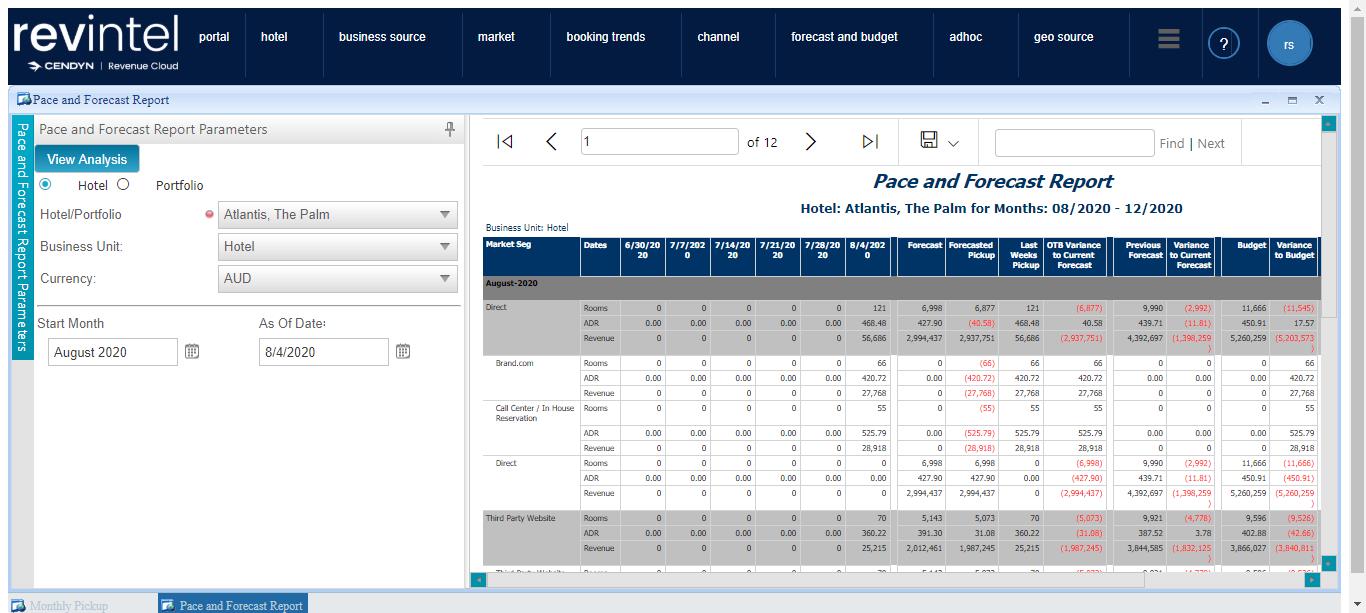 revintel
CENDYN | Revenue Cloud
portal hotel business source market booking trends channel forecast and budget adhoc geo source ? rs
Pace and Forecast Report
Pace and Forecast Report Parameters
Pace and Forecast Report Parameters
View Analysis
Hotel Portfolio
Hotel/Portfolio Atlantis, The Palm
Business Unit: Hotel
Currency: AUD
Start Month As Of Date:
August 2020 8/4/2020
1 of 12 Find | Next
Pace and Forecast Report
Hotel: Atlantis, The Palm for Months: 08/2020 - 12/2020
Business Unit: Hotel
Market Seg Dates 6/30/20 20 7/7/202 0 7/14/20 20 7/21/20 20 7/28/20 20 8/4/202 0 Forecast Forecasted Pickup Last Weeks Pickup OTB Variance to Current Forecast Previous Forecast Variance to Current Forecast Budget Variance to Budget
August-2020
Direct Rooms 0 0 0 0 0 121 6,998 6,877 121 (6,877) 9,990 (2,992) 11,666 (11,545)
ADR 0.00 0.00 0.00 0.00 0.00 468.48 427.90 (40.58) 468.48 40.58 439.71 (11.81) 450.91 17.57
Revenue 0 0 0 0 0 56,686 2,994,437 2,937,751 56,686 (2,937,751) 4,392,697 (1,398,259 ) 5,260,259 (5,203,573 )
Brand.com Rooms 0 0 0 0 0 66 0 (66) 66 66 0 0 0 66
ADR 0.00 0.00 0.00 0.00 0.00 420.72 0.00 (420.72) 420.72 420.72 0.00 0.00 0.00 420.72
Revenue 0 0 0 0 0 27,768 0 (27,768) 27,768 27,768 0 0 0 27,768
Call Center / In House Reservation Rooms 0 0 0 0 0 55 0 (55) 55 55 0 0 0 55
ADR 0.00 0.00 0.00 0.00 0.00 525.79 0.00 (525.79) 525.79 525.79 0.00 0.00 0.00 525.79
Revenue 0 0 0 0 0 28,918 0 (28,918) 28,918 28,918 0 0 0 28,918
Direct Rooms 0 0 0 0 0 0 6,998 6,998 0 (6,998) 9,990 (2,992) 11,666 (11,666)
ADR 0.00 0.00 0.00 0.00 0.00 0.00 427.90 427.90 0.00 (427.90) 439.71 (11.81) 450.91 (450.91)
Revenue 0 0 0 0 0 0 2,994,437 2,994,437 0 (2,994,437) 4,392,697 (1,398,259 ) 5,260,259 (5,260,259 )
Third Party Website Rooms 0 0 0 0 0 70 5,143 5,073 70 (5,073) 9,921 (4,778) 9,596 (9,526)
ADR 0.00 0.00 0.00 0.00 0.00 360.22 391.30 31.08 360.22 (31.08) 387.52 3.78 402.88 (42.66)
Revenue 0 0 0 0 0 25,215 2,012,461 1,987,245 25,215 (1,987,245) 3,844,585 (1,832,125 ) 3,866,027 (3,840,811 )
Monthly Pickup Pace and Forecast Report